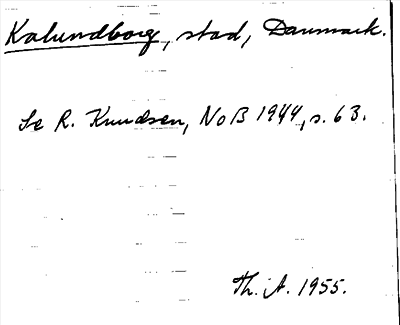 Kalundborg, stad, Danmark.
Se R. Knudsen, NoB 1944, s. 63.
Th. A. 1955.